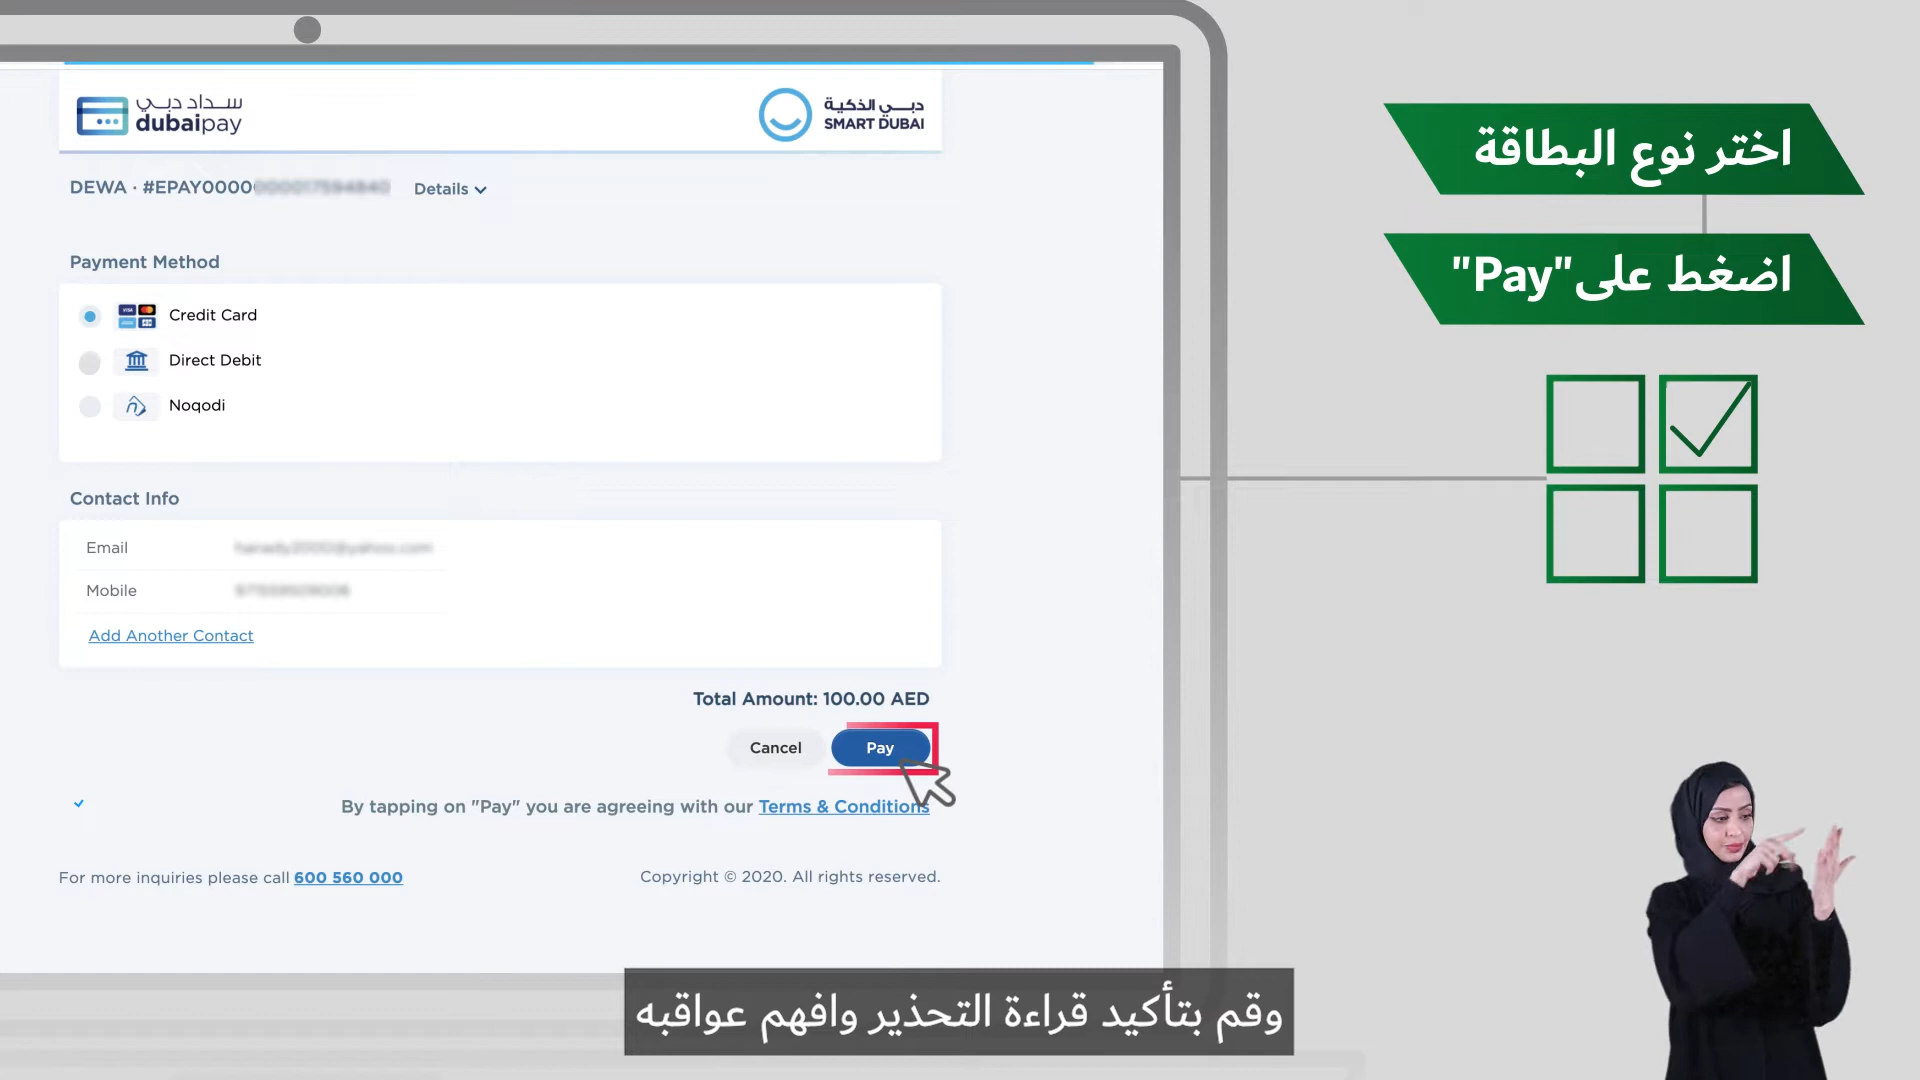 سداد دبي
dubaipay
دبي الذكية
SMART DUBAI
DEWA · #EPAY0000
Details
Payment Method
Credit Card
Direct Debit
Noqodi
Contact Info
Email
Mobile
Add Another Contact
Total Amount: 100.00 AED
Cancel
Pay
By tapping on "Pay" you are agreeing with our Terms & Conditions
For more inquiries please call 600 560 000
Copyright © 2020. All rights reserved.
اختر نوع البطاقة
اضغط على"Pay"
وقم بتأكيد قراءة التحذير وافهم عواقبه